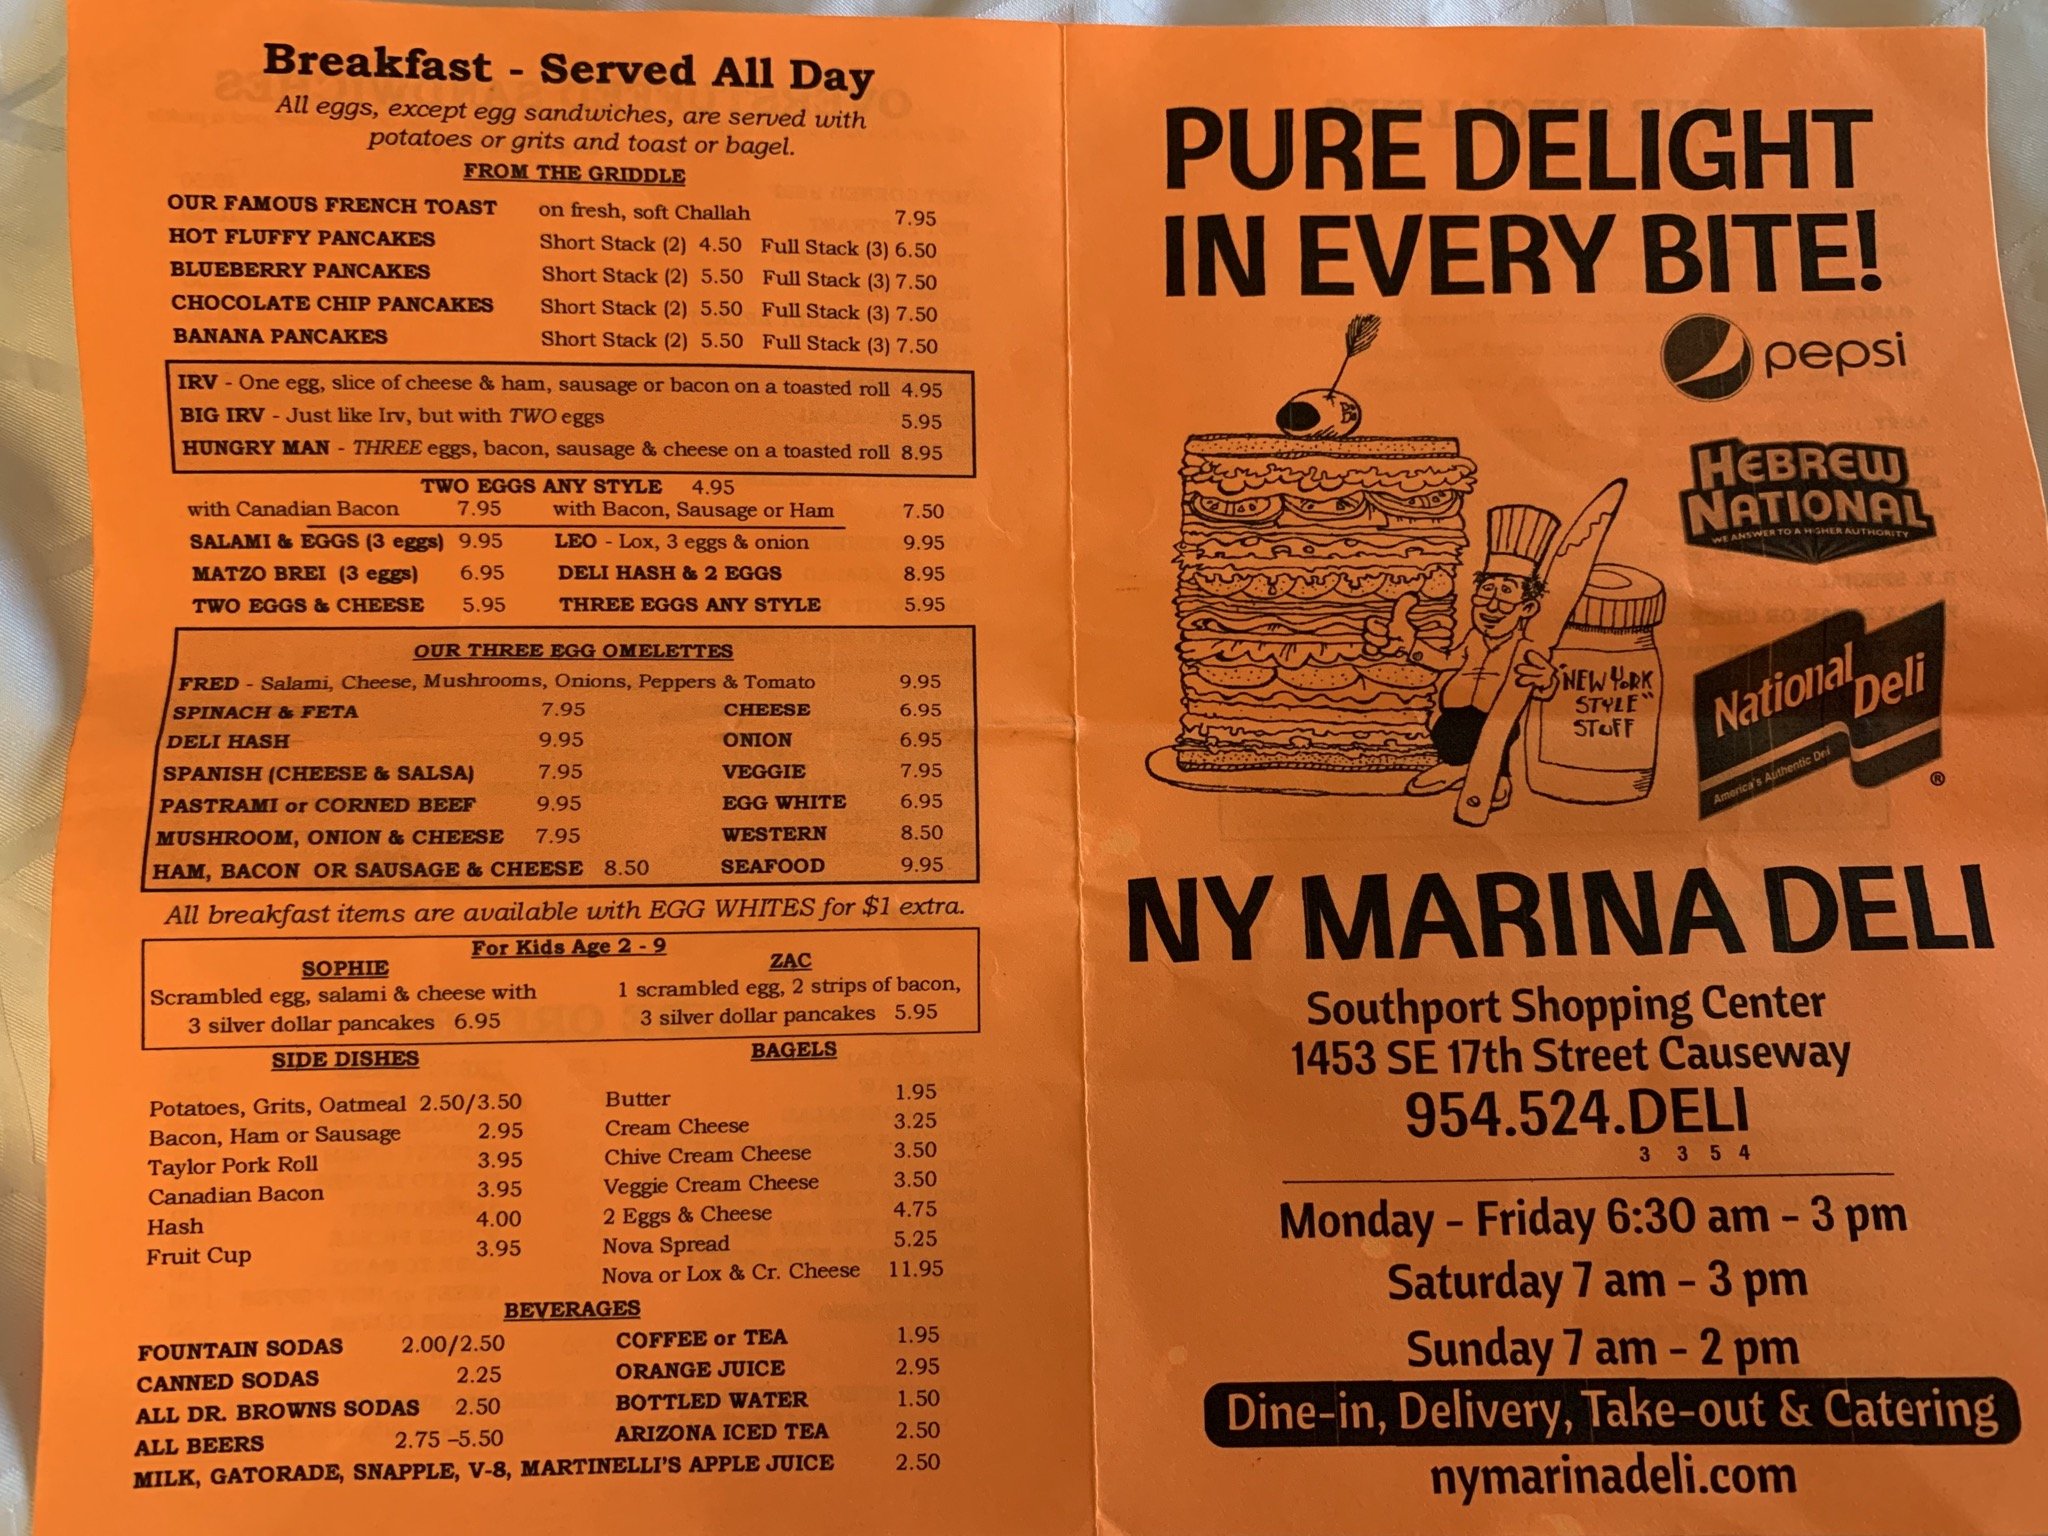 Breakfast - Served All Day
All eggs, except egg sandwiches, are served with
potatoes or grits and toast or bagel.
FROM THE GRIDDLE
OUR FAMOUS FRENCH TOAST on fresh, soft Challah 7.95
HOT FLUFFY PANCAKES Short Stack (2) 4.50 Full Stack (3) 6.50
BLUEBERRY PANCAKES Short Stack (2) 5.50 Full Stack (3) 7.50
CHOCOLATE CHIP PANCAKES Short Stack (2) 5.50 Full Stack (3) 7.50
BANANA PANCAKES Short Stack (2) 5.50 Full Stack (3) 7.50
IRV - One egg, slice of cheese & ham, sausage or bacon on a toasted roll 4.95
BIG IRV - Just like Irv, but with TWO eggs 5.95
HUNGRY MAN - THREE eggs, bacon, sausage & cheese on a toasted roll 8.95
TWO EGGS ANY STYLE 4.95
with Canadian Bacon 7.95 with Bacon, Sausage or Ham 7.50
SALAMI & EGGS (3 eggs) 9.95 LEO - Lox, 3 eggs & onion 9.95
MATZO BREI (3 eggs) 6.95 DELI HASH & 2 EGGS 8.95
TWO EGGS & CHEESE 5.95 THREE EGGS ANY STYLE 5.95
OUR THREE EGG OMELETTES
FRED - Salami, Cheese, Mushrooms, Onions, Peppers & Tomato 9.95
SPINACH & FETA 7.95 CHEESE 6.95
DELI HASH 9.95 ONION 6.95
SPANISH (CHEESE & SALSA) 7.95 VEGGIE 7.95
PASTRAMI or CORNED BEEF 9.95 EGG WHITE 6.95
MUSHROOM, ONION & CHEESE 7.95 WESTERN 8.50
HAM, BACON OR SAUSAGE & CHEESE 8.50 SEAFOOD 9.95
All breakfast items are available with EGG WHITES for $1 extra.
For Kids Age 2 - 9
SOPHIE
Scrambled egg, salami & cheese with
3 silver dollar pancakes 6.95
ZAC
1 scrambled egg, 2 strips of bacon,
3 silver dollar pancakes 5.95
SIDE DISHES
Potatoes, Grits, Oatmeal 2.50/3.50
Bacon, Ham or Sausage 2.95
Taylor Pork Roll 3.95
Canadian Bacon 3.95
Hash 4.00
Fruit Cup 3.95
BAGELS
Butter 1.95
Cream Cheese 3.25
Chive Cream Cheese 3.50
Veggie Cream Cheese 3.50
2 Eggs & Cheese 4.75
Nova Spread 5.25
Nova or Lox & Cr. Cheese 11.95
BEVERAGES
FOUNTAIN SODAS 2.00/2.50 COFFEE or TEA 1.95
CANNED SODAS 2.25 ORANGE JUICE 2.95
ALL DR. BROWNS SODAS 2.50 BOTTLED WATER 1.50
ALL BEERS 2.75 –5.50 ARIZONA ICED TEA 2.50
MILK, GATORADE, SNAPPLE, V-8, MARTINELLI'S APPLE JUICE 2.50
PURE DELIGHT
IN EVERY BITE!
pepsi
HEBREW
NATIONAL
WE ANSWER TO A HIGHER AUTHORITY
National
Deli
America's Authentic Deli
®
"NEW YORK
STYLE"
STUFF
NY MARINA DELI
Southport Shopping Center
1453 SE 17th Street Causeway
954.524.DELI
3 3 5 4
Monday - Friday 6:30 am - 3 pm
Saturday 7 am - 3 pm
Sunday 7 am - 2 pm
Dine-in, Delivery, Take-out & Catering
nymarinadeli.com